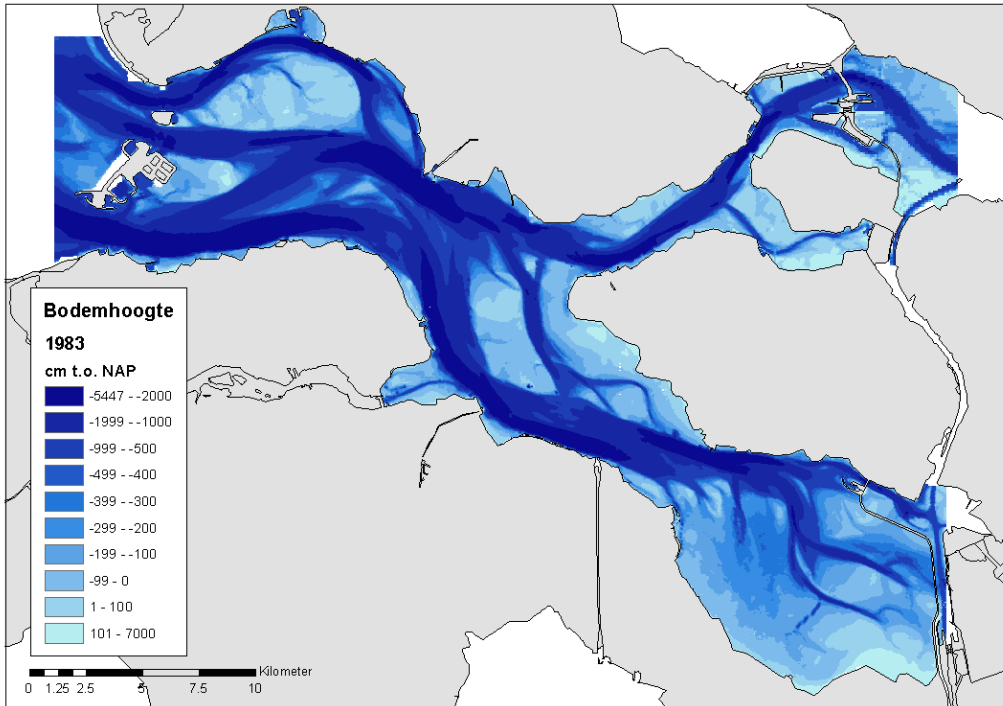 Bodemhoogte
1983
cm t.o. NAP
-5447 - -2000
-1999 - -1000
-999 - -500
-499 - -400
-399 - -300
-299 - -200
-199 - -100
-99 - 0
1 - 100
101 - 7000
Kilometer
0 1.25 2.5 5 7.5 10